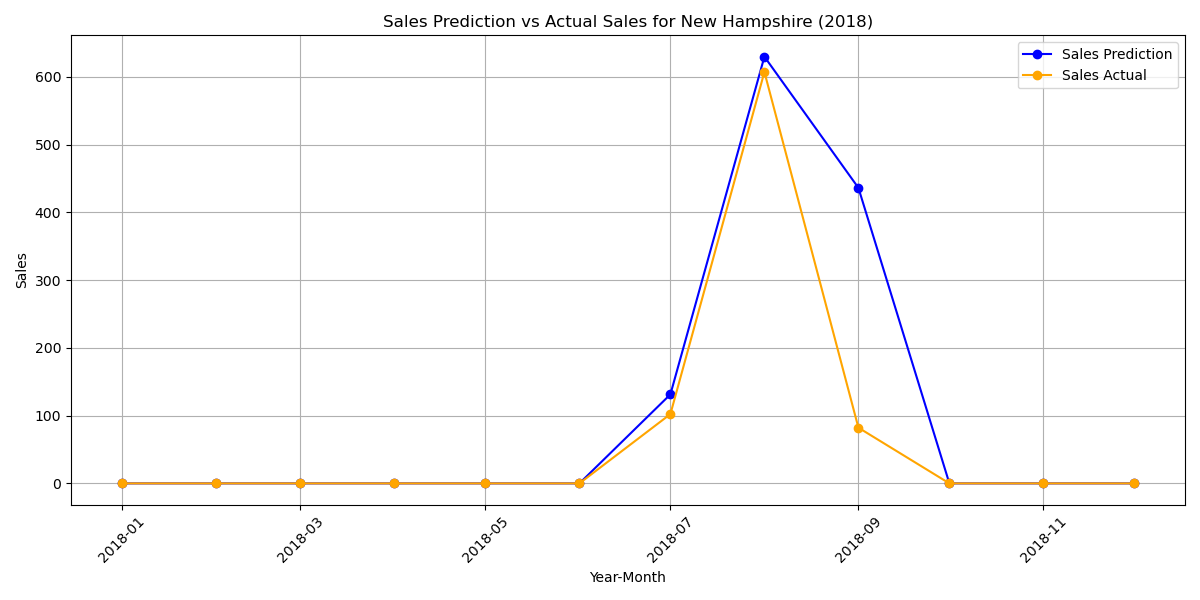 Sales Prediction vs Actual Sales for New Hampshire (2018)
Sales Prediction
Sales Actual
Sales
600
500
400
300
200
100
0
2018-01
2018-03
2018-05
2018-07
2018-09
2018-11
Year-Month